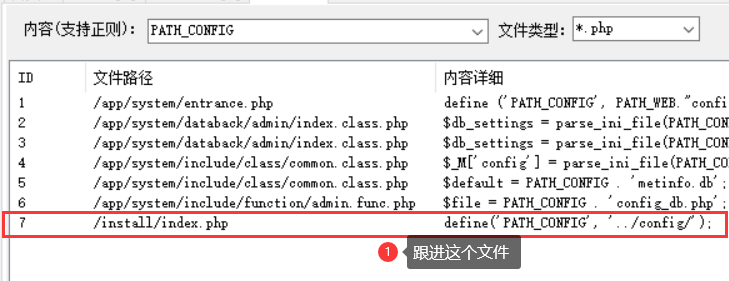 内容(支持正则): PATH_CONFIG 文件类型: *.php
ID 文件路径 内容详细
1 /app/system/entrance.php define ('PATH_CONFIG', PATH_WEB."confi
2 /app/system/databack/admin/index.class.php $db_settings = parse_ini_file(PATH_CON
3 /app/system/databack/admin/index.class.php $db_settings = parse_ini_file(PATH_CON
4 /app/system/include/class/common.class.php $_M['config'] = parse_ini_file(PATH_CO
5 /app/system/include/class/common.class.php $default = PATH_CONFIG . 'metinfo.db';
6 /app/system/include/function/admin.func.php $file = PATH_CONFIG . 'config_db.php';
7 /install/index.php define('PATH_CONFIG', '../config/');
1 跟进这个文件